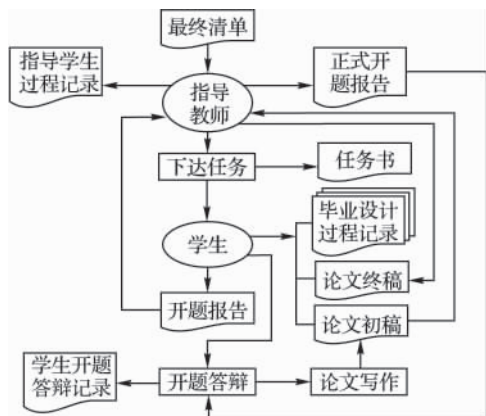 最终清单
指导学生
过程记录
正式开
题报告
指导
教师
下达任务
任务书
毕业设计
过程记录
学生
论文终稿
开题报告
论文初稿
学生开题
答辩记录
开题答辩
论文写作